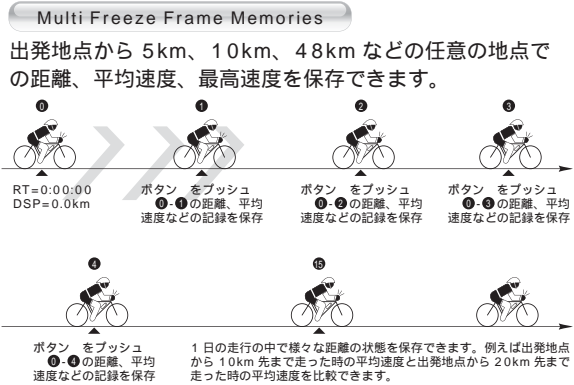 Multi Freeze Frame Memories
出発地点から 5km、10km、48km などの任意の地点で
の距離、平均速度、最高速度を保存できます。
0
1
2
3
RT=0:00:00
DSP=0.0km
ボタン をプッシュ
0-1の距離、平均
速度などの記録を保存
ボタン をプッシュ
0-2の距離、平均
速度などの記録を保存
ボタン をプッシュ
0-3の距離、平均
速度などの記録を保存
4
15
ボタン をプッシュ
0-4の距離、平均
速度などの記録を保存
1日の走行の中で様々な距離の状態を保存できます。例えば出発地点
から 10km 先まで走った時の平均速度と出発地点から 20km 先まで
走った時の平均速度を比較できます。